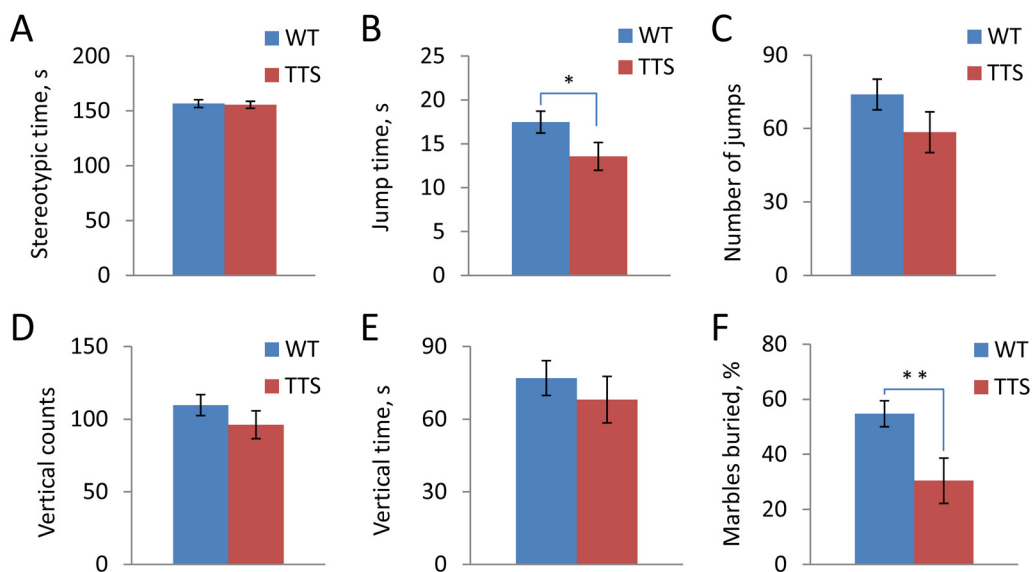 A
WT
TTS
Stereotypic time, s
200
150
100
50
0
B
WT
TTS
Jump time, s
25
20
15
10
5
0
*
C
WT
TTS
Number of jumps
90
60
30
0
D
WT
TTS
Vertical counts
150
100
50
0
E
Vertical time, s
90
60
30
0
F
WT
TTS
Marbles buried, %
80
60
40
20
0
**